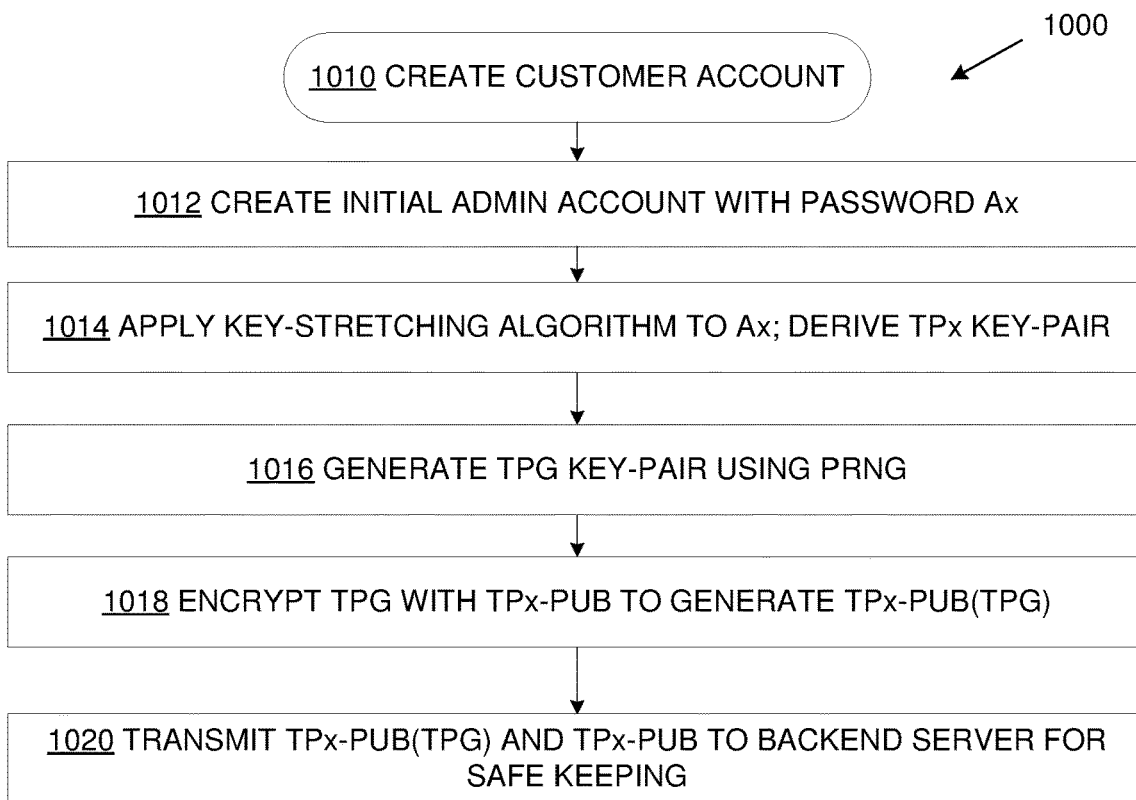 1000
1010 CREATE CUSTOMER ACCOUNT
1012 CREATE INITIAL ADMIN ACCOUNT WITH PASSWORD Ax
1014 APPLY KEY-STRETCHING ALGORITHM TO Ax; DERIVE TPx KEY-PAIR
1016 GENERATE TPG KEY-PAIR USING PRNG
1018 ENCRYPT TPG WITH TPx-PUB TO GENERATE TPx-PUB(TPG)
1020 TRANSMIT TPx-PUB(TPG) AND TPx-PUB TO BACKEND SERVER FOR
SAFE KEEPING